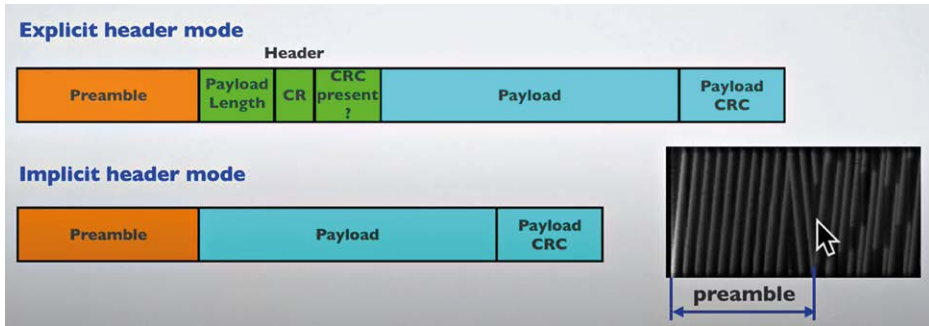 Explicit header mode
Header
Preamble
Payload
Length
CR
CRC
present
?
Payload
Payload
CRC
Implicit header mode
Preamble
Payload
Payload
CRC
preamble